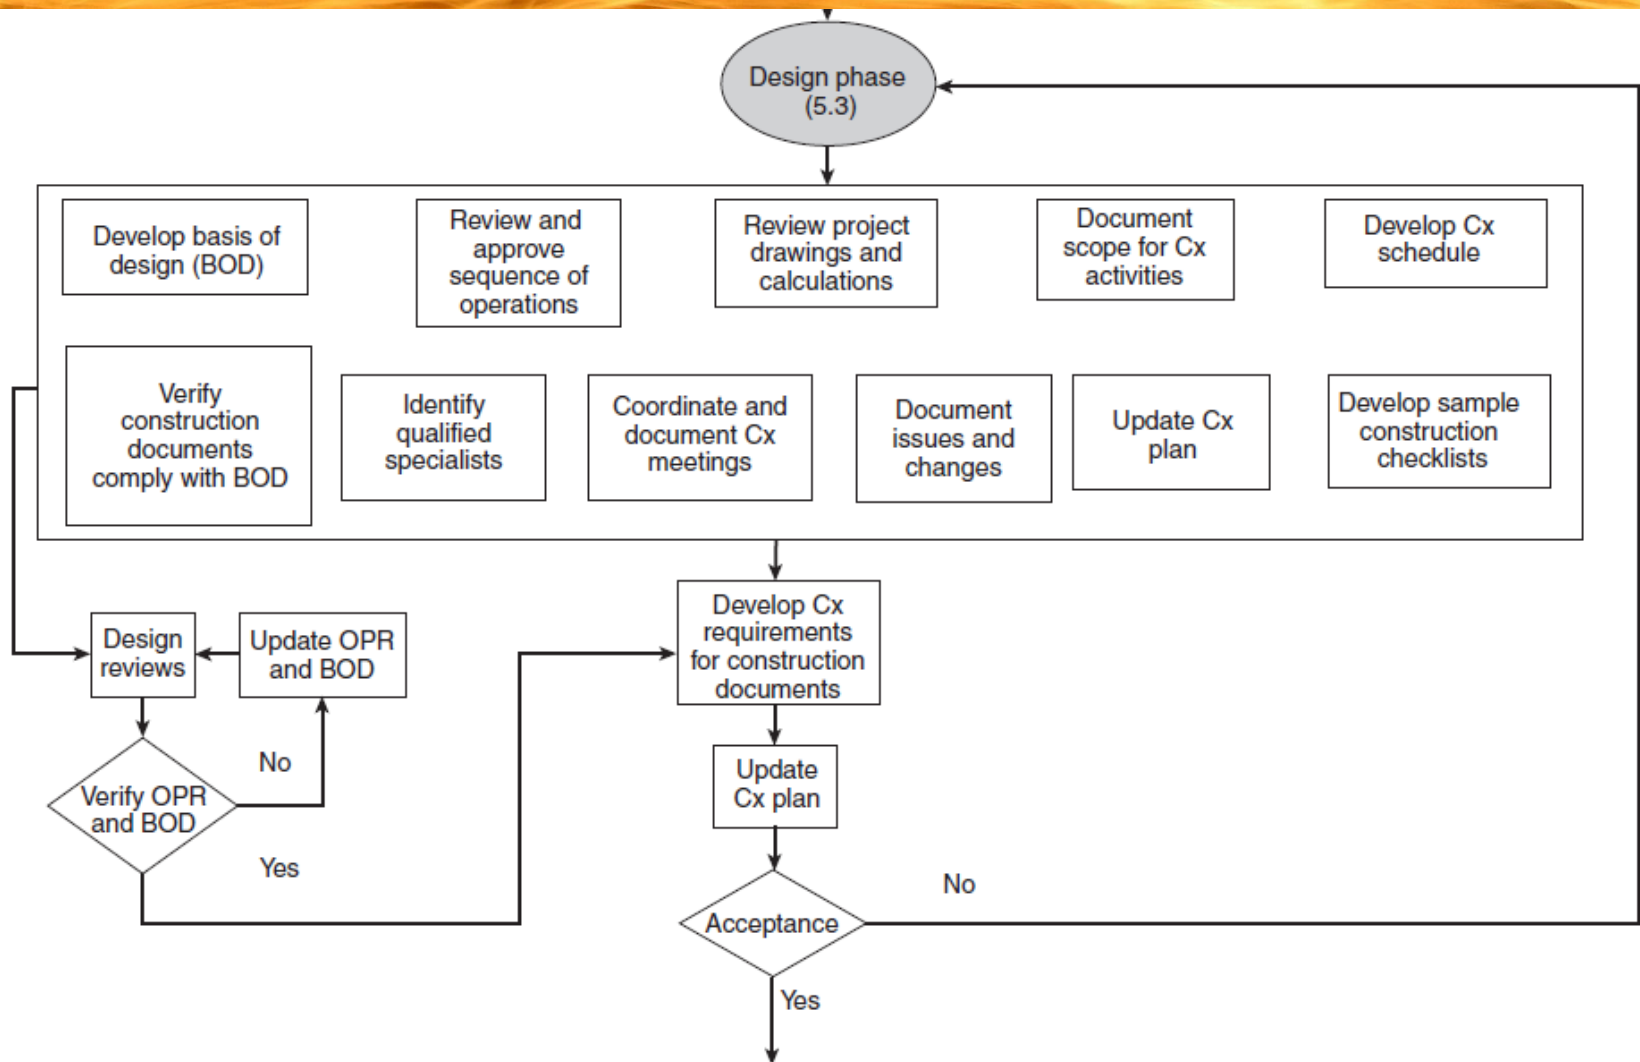 Design phase
(5.3)
Develop basis of
design (BOD)
Review and
approve
sequence of
operations
Review project
drawings and
calculations
Document
scope for Cx
activities
Develop Cx
schedule
Verify
construction
documents
comply with BOD
Identify
qualified
specialists
Coordinate and
document Cx
meetings
Document
issues and
changes
Update Cx
plan
Develop sample
construction
checklists
Design
reviews
Update OPR
and BOD
Develop Cx
requirements
for construction
documents
No
Verify OPR
and BOD
Yes
Update
Cx plan
Acceptance
No
Yes